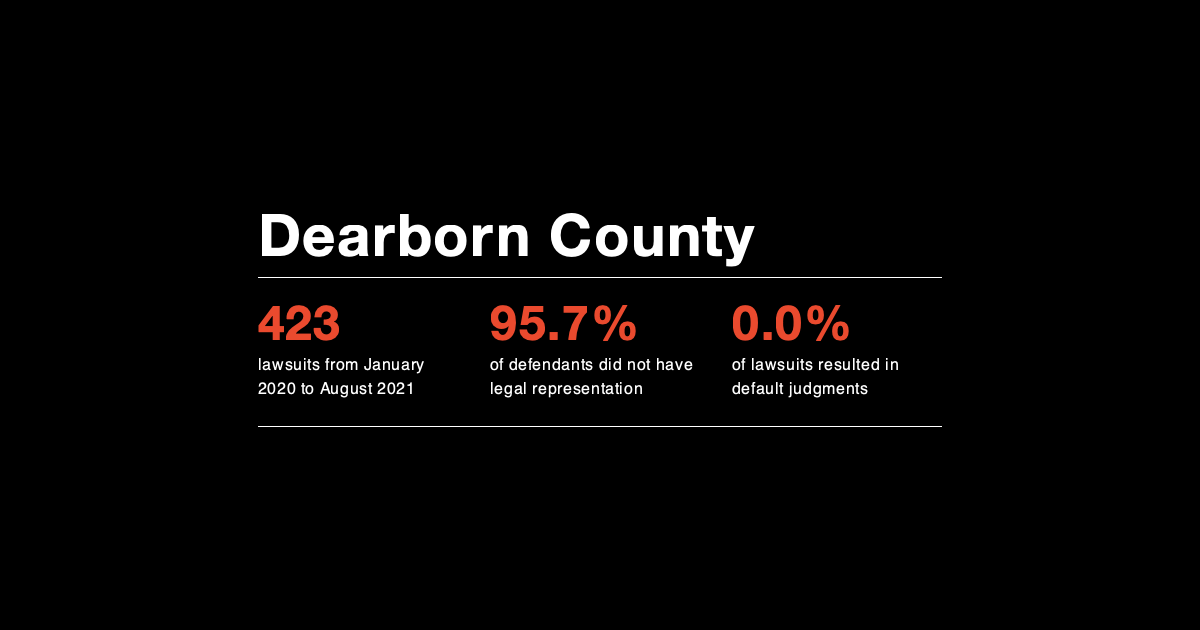 Dearborn County
423
lawsuits from January
2020 to August 2021
95.7%
of defendants did not have
legal representation
0.0%
of lawsuits resulted in
default judgments